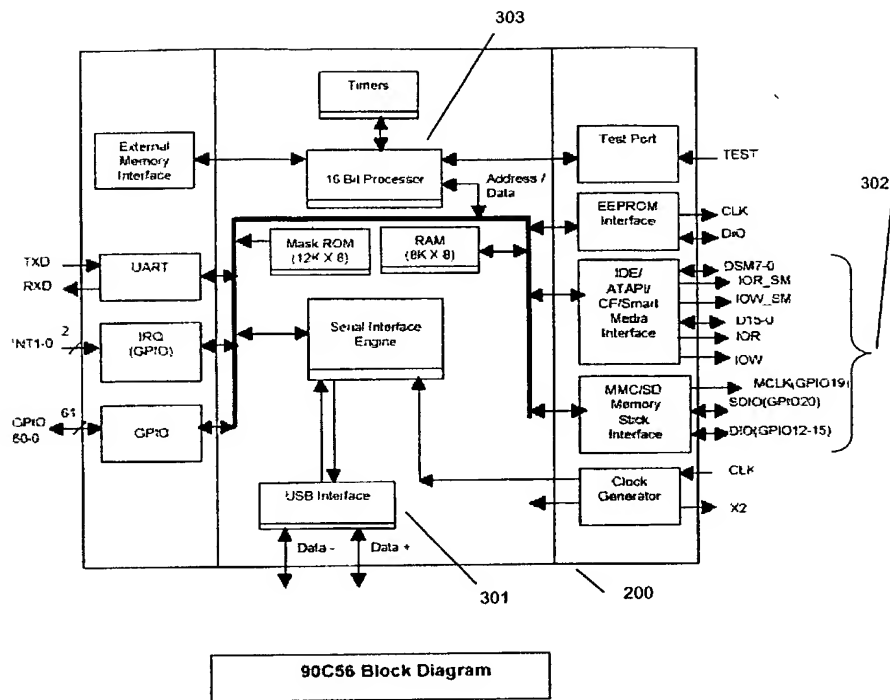 303
Timers
External
Memory
Interface
16 Bit Processor
Test Port
TEST
Address /
Data
302
EEPROM
Interface
CLK
DIO
Mask ROM
(12K X 8)
RAM
(8K X 8)
TXD
RXD
UART
IDE/
ATAPI/
CF/Smart
Media
Interface
DSM7-0
IOR_SM
IOW_SM
D15-0
IOR
IOW
Serial Interface
Engine
INT1-0
2
IRQ
(GPIO)
MMC/SD
Memory
Stick
Interface
MCLK(GPIO19)
SDIO(GPIO20)
DIO(GPIO12-15)
GPIO
60-0
61
GPIO
USB Interface
Clock
Generator
CLK
X2
Data -
Data +
301
200
90C56 Block Diagram